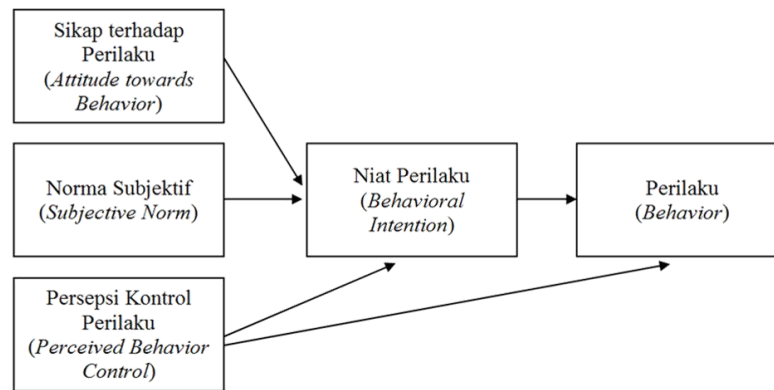 Sikap terhadap
Perilaku
(Attitude towards
Behavior)
Norma Subjektif
(Subjective Norm)
Persepsi Kontrol
Perilaku
(Perceived Behavior
Control)
Niat Perilaku
(Behavioral
Intention)
Perilaku
(Behavior)